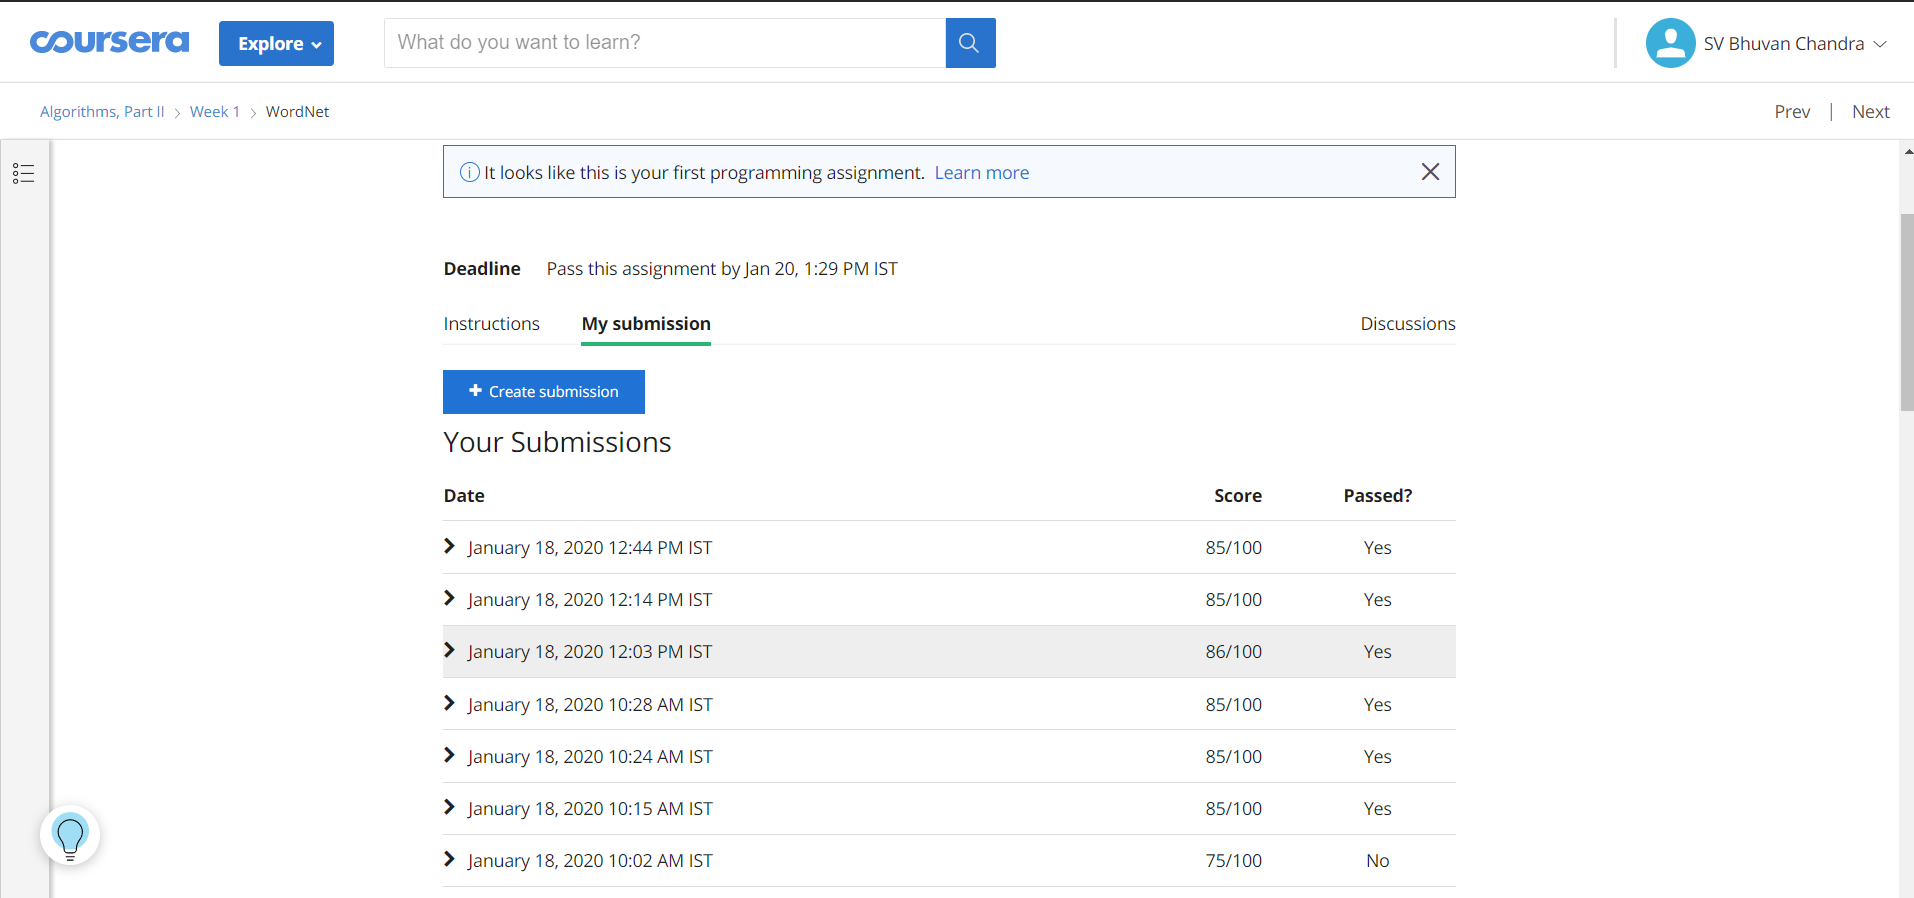 coursera Explore What do you want to learn? SV Bhuvan Chandra
Algorithms, Part II > Week 1 > WordNet Prev | Next
It looks like this is your first programming assignment. Learn more
Deadline Pass this assignment by Jan 20, 1:29 PM IST
Instructions My submission Discussions
+ Create submission
Your Submissions
Date Score Passed?
January 18, 2020 12:44 PM IST 85/100 Yes
January 18, 2020 12:14 PM IST 85/100 Yes
January 18, 2020 12:03 PM IST 86/100 Yes
January 18, 2020 10:28 AM IST 85/100 Yes
January 18, 2020 10:24 AM IST 85/100 Yes
January 18, 2020 10:15 AM IST 85/100 Yes
January 18, 2020 10:02 AM IST 75/100 No